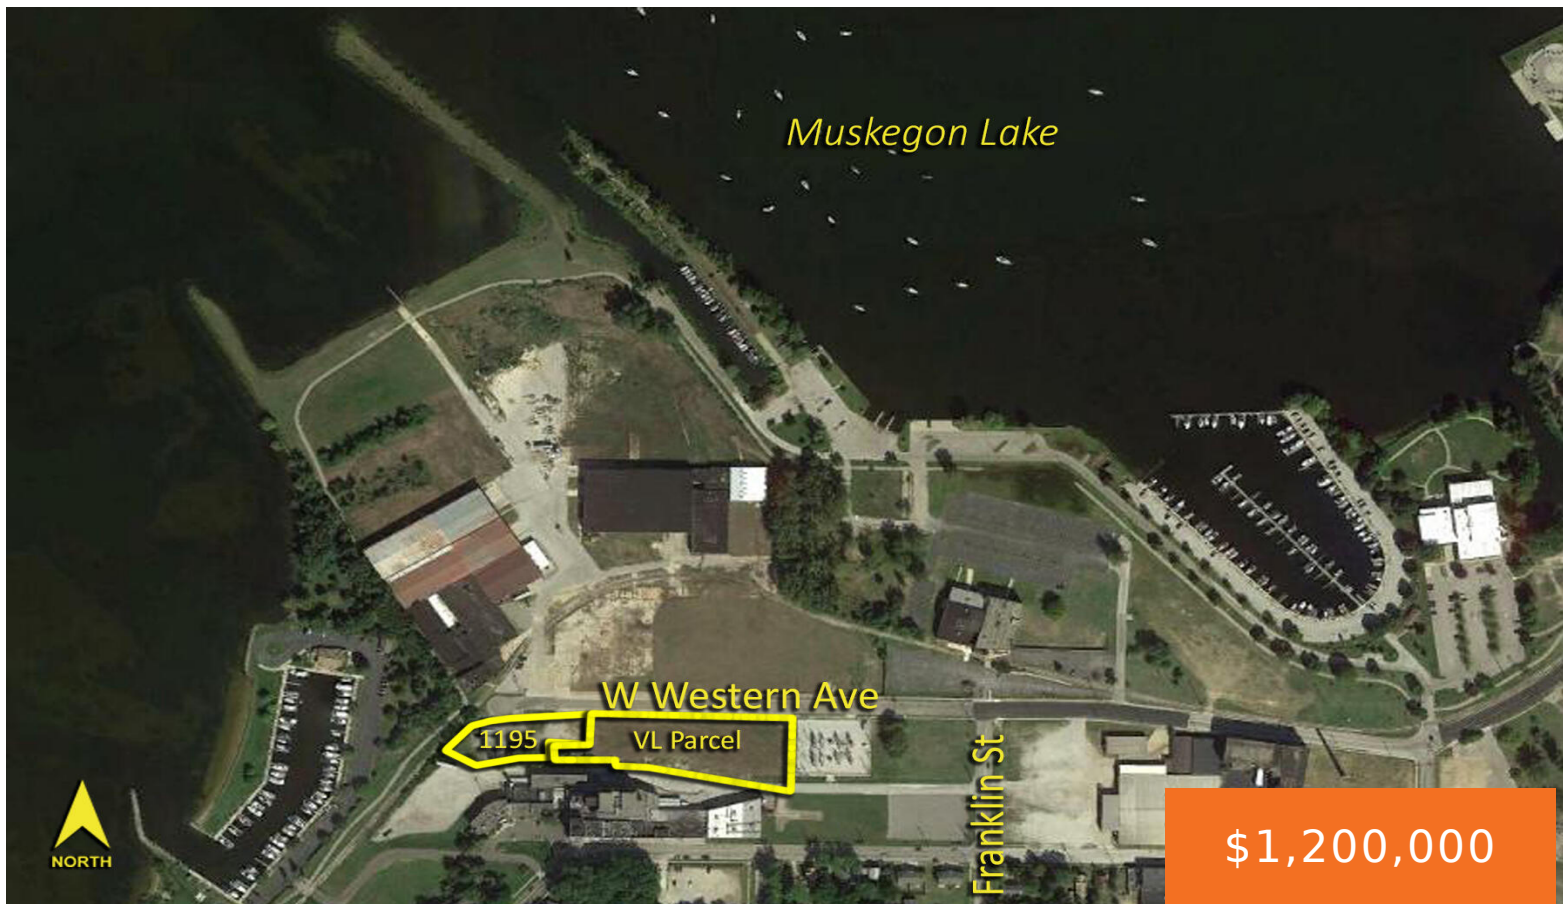 Muskegon Lake
W Western Ave
1195
VL Parcel
Franklin St
NORTH
$1,200,000